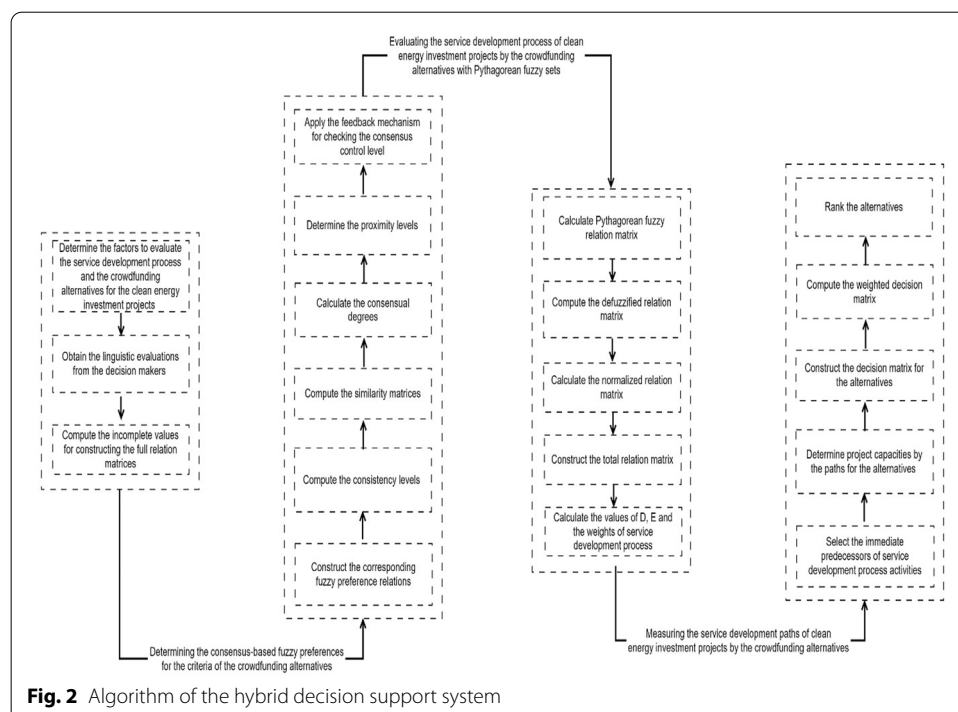 Determine the factors to evaluate
the service development process
and the crowdfunding
alternatives for the clean energy
investment projects
Obtain the linguistic evaluations
from the decision makers
Compute the incomplete values
for constructing the full relation
matrices
Determining the consensus-based fuzzy preferences
for the criteria of the crowdfunding alternatives
Construct the corresponding
fuzzy preference relations
Compute the consistency levels
Compute the similarity matrices
Calculate the consensual
degrees
Determine the proximity levels
Apply the feedback mechanism
for checking the consensus
control level
Evaluating the service development process of clean
energy investment projects by the crowdfunding
alternatives with Pythagorean fuzzy sets
Calculate Pythagorean fuzzy
relation matrix
Compute the defuzzified relation
matrix
Calculate the normalized relation
matrix
Construct the total relation matrix
Calculate the values of D, E and
the weights of service
development process
Measuring the service development paths of clean
energy investment projects by the crowdfunding alternatives
Select the immediate
predecessors of service
development process activities
Determine project capacities by
the paths for the alternatives
Construct the decision matrix for
the alternatives
Compute the weighted decision
matrix
Rank the alternatives
Fig. 2 Algorithm of the hybrid decision support system